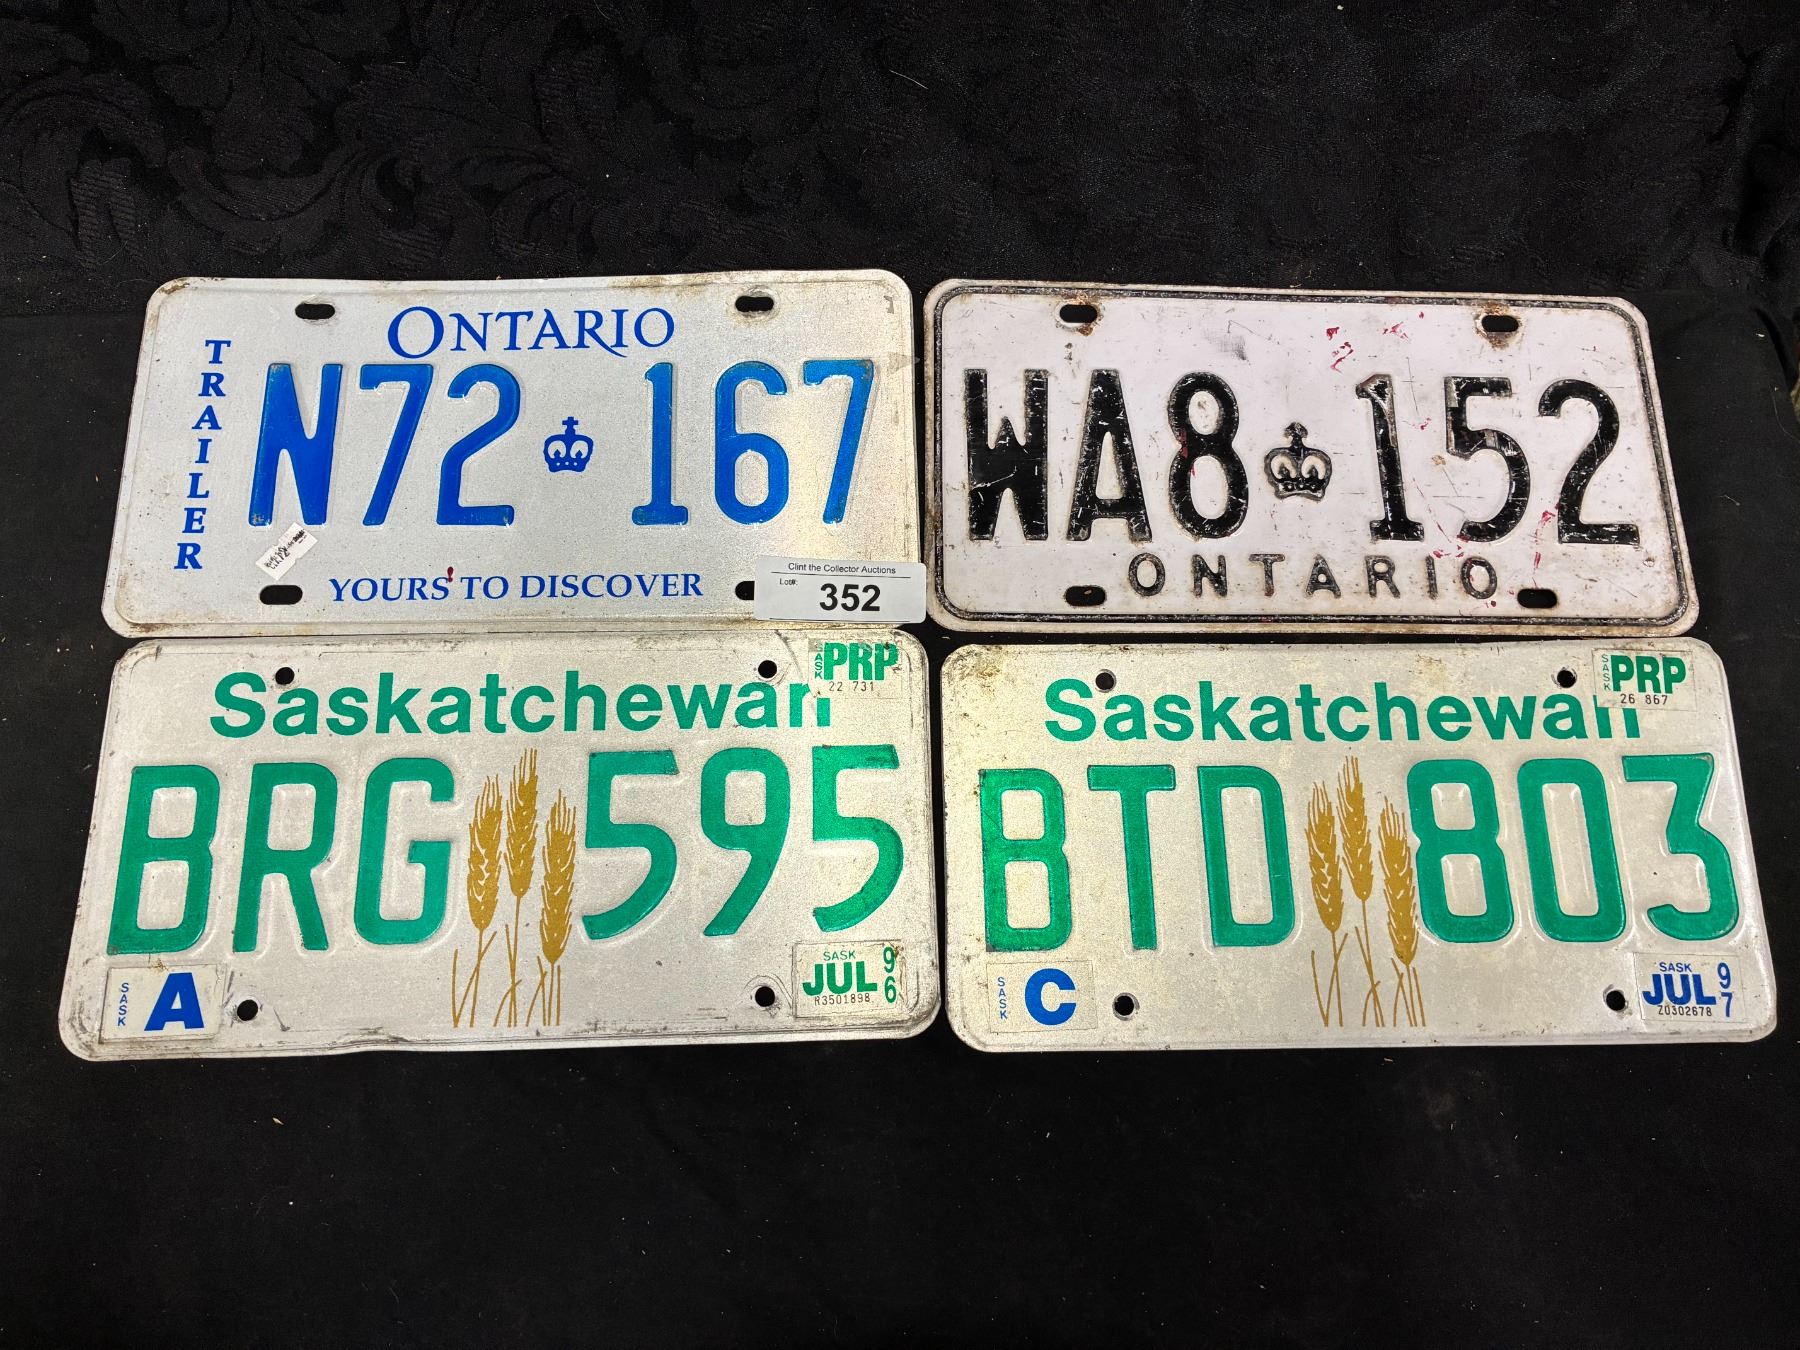 ONTARIO
TRAILER
N72 167
YOURS TO DISCOVER
Clint the Collector Auctions
Lot#:
352
WA8 152
ONTARIO
SASK PRP
22 731
Saskatchewan
BRG 595
SASK A
SASK
JUL 96
R3501898
SASK PRP
26 867
Saskatchewan
BTD 803
SASK C
SASK
JUL 97
Z0302678